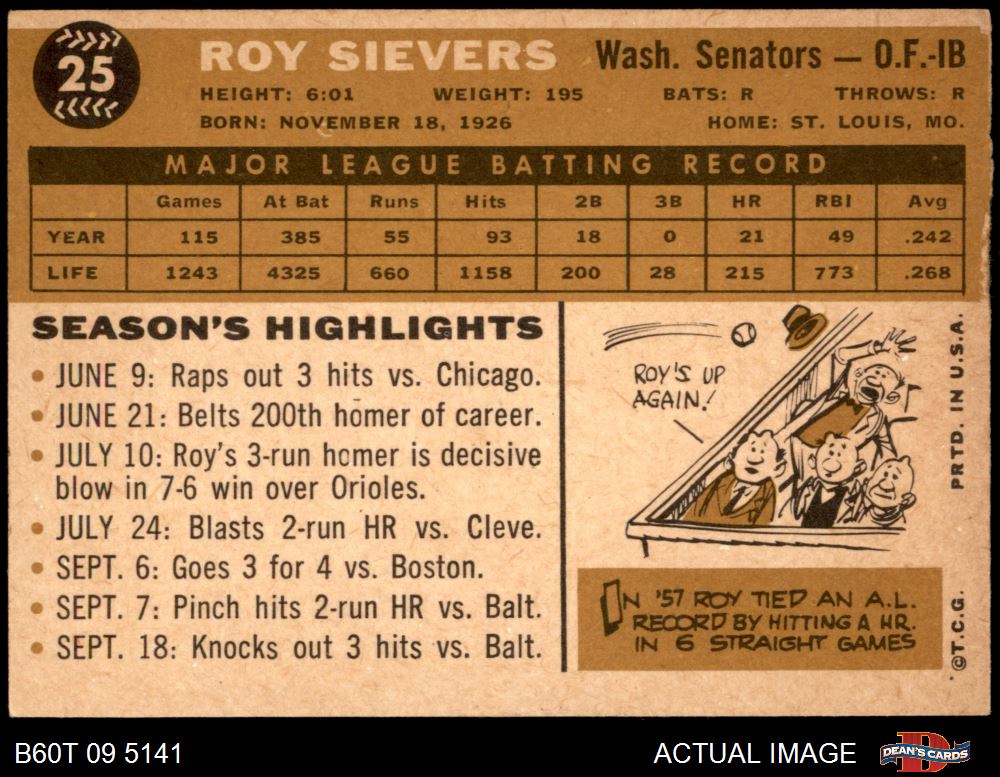 25
ROY SIEVERS Wash. Senators — O.F.-1B
HEIGHT: 6:01 WEIGHT: 195 BATS: R THROWS: R
BORN: NOVEMBER 18, 1926 HOME: ST. LOUIS, MO.
MAJOR LEAGUE BATTING RECORD
Games At Bat Runs Hits 2B 3B HR RBI Avg
YEAR 115 385 55 93 18 0 21 49 .242
LIFE 1243 4325 660 1158 200 28 215 773 .268
SEASON'S HIGHLIGHTS
• JUNE 9: Raps out 3 hits vs. Chicago.
• JUNE 21: Belts 200th homer of career.
• JULY 10: Roy's 3-run homer is decisive
blow in 7-6 win over Orioles.
• JULY 24: Blasts 2-run HR vs. Cleve.
• SEPT. 6: Goes 3 for 4 vs. Boston.
• SEPT. 7: Pinch hits 2-run HR vs. Balt.
• SEPT. 18: Knocks out 3 hits vs. Balt.
ROY'S UP
AGAIN!
IN '57 ROY TIED AN A.L.
RECORD BY HITTING A HR.
IN 6 STRAIGHT GAMES
PRTD. IN U.S.A.
©T.C.G.
B60T 09 5141 ACTUAL IMAGE DEAN'S CARDS